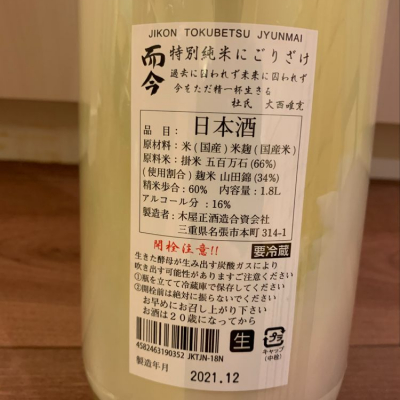 JIKON TOKUBETSU JYUNMAI
而今 特別純米にごりざけ
過去に囚われず未来に囚われず
今をただ精一杯生きる
杜氏 大西唯克
品目: 日本酒
原材料: 米(国産)米麹(国産米)
原料米: 掛米 五百万石(66%)
(使用割合) 麹米 山田錦(34%)
精米歩合: 60% 内容量: 1.8L
アルコール分: 16%
製造者: 木屋正酒造合資会社
三重県名張市本町 314-1
開栓注意!! 要冷蔵
生きた酵母が生み出す炭酸ガスにより
吹き出す可能性がありますご注意ください
①瓶を立てて冷蔵庫で保存してください
②開栓前は絶対に振らないでください
お早めにお召し上がり下さい
お酒は20歳になってから
4582463190352 JKTJN-18N
生
プラ
キャップ
(中栓)
製造年月 2021.12